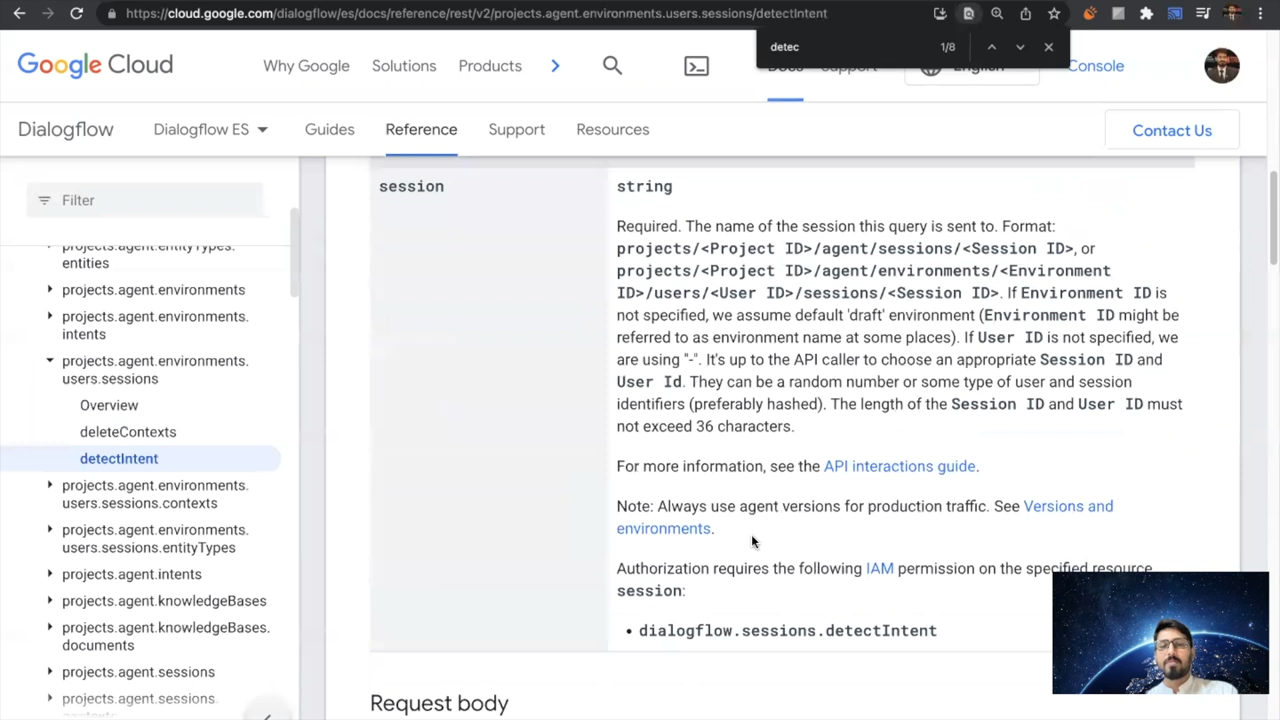 https://cloud.google.com/dialogflow/es/docs/reference/rest/v2/projects.agent.environments.users.sessions/detectIntent
detec
1/8
Google Cloud
Why Google
Solutions
Products
Docs
Support
English
Console
Dialogflow
Dialogflow ES
Guides
Reference
Support
Resources
Contact Us
Filter
projects.agent.entityTypes.
entities
projects.agent.environments
projects.agent.environments.
intents
projects.agent.environments.
users.sessions
Overview
deleteContexts
detectIntent
projects.agent.environments.
users.sessions.contexts
projects.agent.environments.
users.sessions.entityTypes
projects.agent.intents
projects.agent.knowledgeBases
projects.agent.knowledgeBases.
documents
projects.agent.sessions
projects.agent.sessions.
session
string
Required. The name of the session this query is sent to. Format:
projects/<Project ID>/agent/sessions/<Session ID>, or
projects/<Project ID>/agent/environments/<Environment
ID>/users/<User ID>/sessions/<Session ID>. If Environment ID is
not specified, we assume default 'draft' environment (Environment ID might be
referred to as environment name at some places). If User ID is not specified, we
are using "-". It's up to the API caller to choose an appropriate Session ID and
User Id. They can be a random number or some type of user and session
identifiers (preferably hashed). The length of the Session ID and User ID must
not exceed 36 characters.
For more information, see the API interactions guide.
Note: Always use agent versions for production traffic. See Versions and
environments.
Authorization requires the following IAM permission on the specified resource
session:
• dialogflow.sessions.detectIntent
Request body